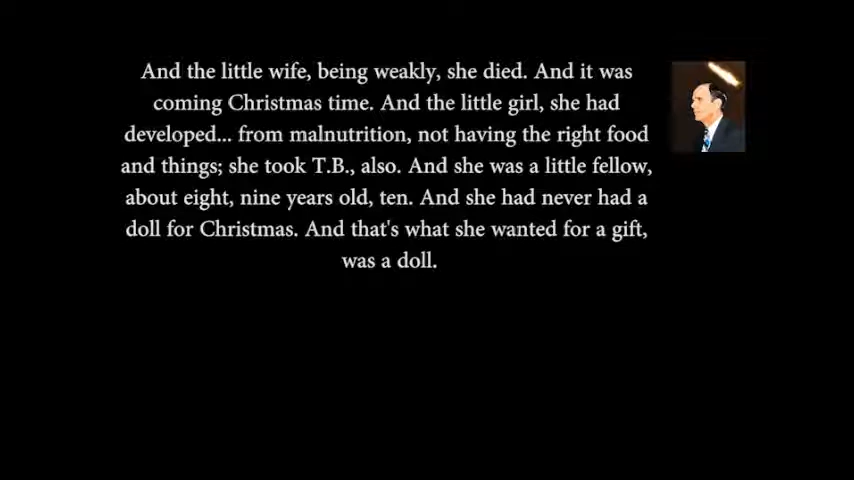 And the little wife, being weakly, she died. And it was
coming Christmas time. And the little girl, she had
developed... from malnutrition, not having the right food
and things; she took T.B., also. And she was a little fellow,
about eight, nine years old, ten. And she had never had a
doll for Christmas. And that's what she wanted for a gift,
was a doll.